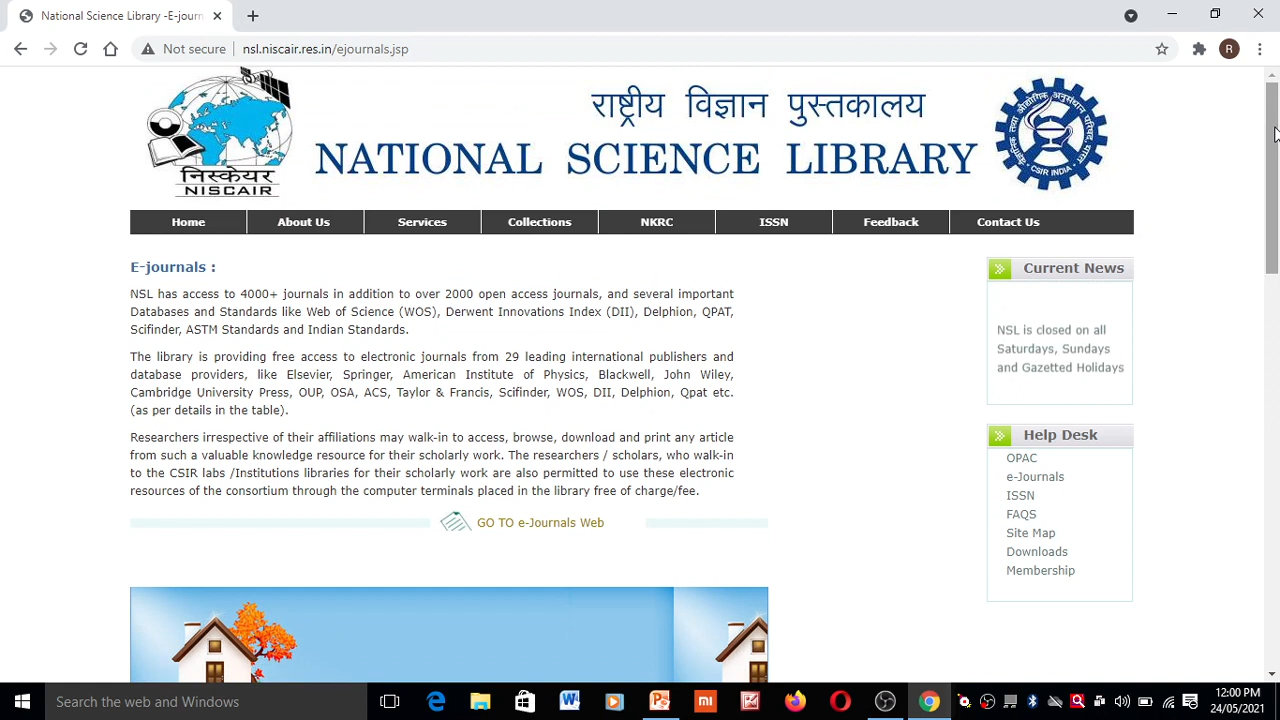 National Science Library -E-journ
Not secure
nsl.niscair.res.in/ejournals.jsp
R
निस्केयर
NISCAIR
राष्ट्रीय विज्ञान पुस्तकालय
NATIONAL SCIENCE LIBRARY
CSIR INDIA
Home
About Us
Services
Collections
NKRC
ISSN
Feedback
Contact Us
E-journals :
NSL has access to 4000+ journals in addition to over 2000 open access journals, and several important
Databases and Standards like Web of Science (WOS), Derwent Innovations Index (DII), Delphion, QPAT,
Scifinder, ASTM Standards and Indian Standards.
The library is providing free access to electronic journals from 29 leading international publishers and
database providers, like Elsevier, Springer, American Institute of Physics, Blackwell, John Wiley,
Cambridge University Press, OUP, OSA, ACS, Taylor & Francis, Scifinder, WOS, DII, Delphion, Qpat etc.
(as per details in the table).
Researchers irrespective of their affiliations may walk-in to access, browse, download and print any article
from such a valuable knowledge resource for their scholarly work. The researchers / scholars, who walk-in
to the CSIR labs /Institutions libraries for their scholarly work are also permitted to use these electronic
resources of the consortium through the computer terminals placed in the library free of charge/fee.
GO TO e-Journals Web
Current News
NSL is closed on all
Saturdays, Sundays
and Gazetted Holidays
Help Desk
OPAC
e-Journals
ISSN
FAQS
Site Map
Downloads
Membership
Search the web and Windows
12:00 PM
24/05/2021